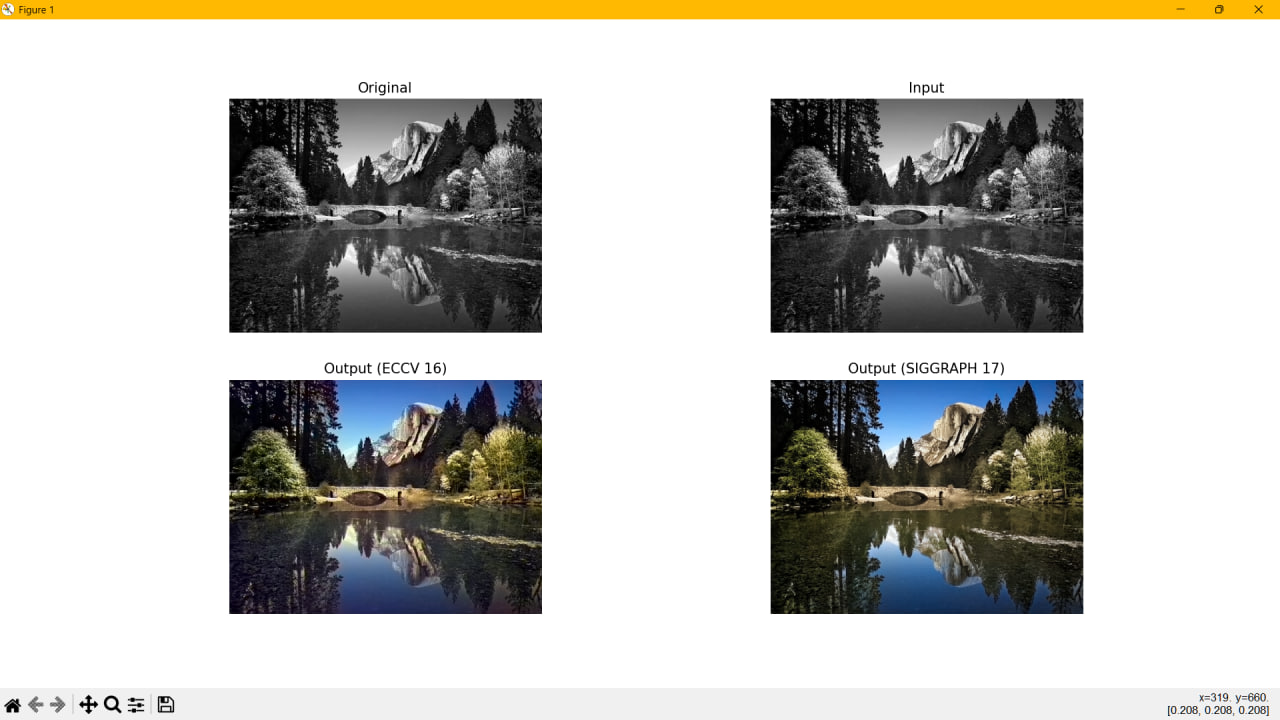 Figure 1
Original
Input
Output (ECCV 16)
Output (SIGGRAPH 17)
x=319. y=660.
[0.208, 0.208, 0.208]